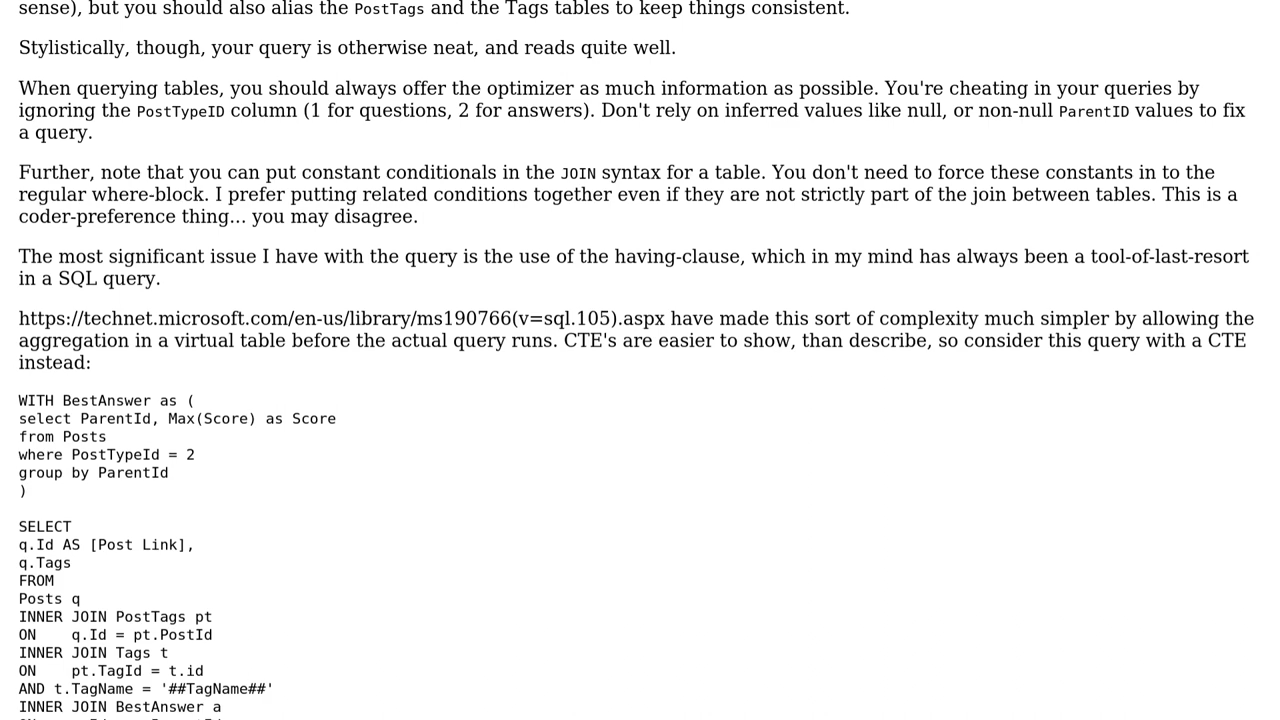 sense), but you should also alias the PostTags and the Tags tables to keep things consistent.
Stylistically, though, your query is otherwise neat, and reads quite well.
When querying tables, you should always offer the optimizer as much information as possible. You're cheating in your queries by
ignoring the PostTypeID column (1 for questions, 2 for answers). Don't rely on inferred values like null, or non-null ParentID values to fix
a query.
Further, note that you can put constant conditionals in the JOIN syntax for a table. You don't need to force these constants in to the
regular where-block. I prefer putting related conditions together even if they are not strictly part of the join between tables. This is a
coder-preference thing... you may disagree.
The most significant issue I have with the query is the use of the having-clause, which in my mind has always been a tool-of-last-resort
in a SQL query.
https://technet.microsoft.com/en-us/library/ms190766(v=sql.105).aspx have made this sort of complexity much simpler by allowing the
aggregation in a virtual table before the actual query runs. CTE's are easier to show, than describe, so consider this query with a CTE
instead:
WITH BestAnswer as (
select ParentId, Max(Score) as Score
from Posts
where PostTypeId = 2
group by ParentId
)
SELECT
q.Id AS [Post Link],
q.Tags
FROM
Posts q
INNER JOIN PostTags pt
ON    q.Id = pt.PostId
INNER JOIN Tags t
ON    pt.TagId = t.id
AND t.TagName = '##TagName##'
INNER JOIN BestAnswer a